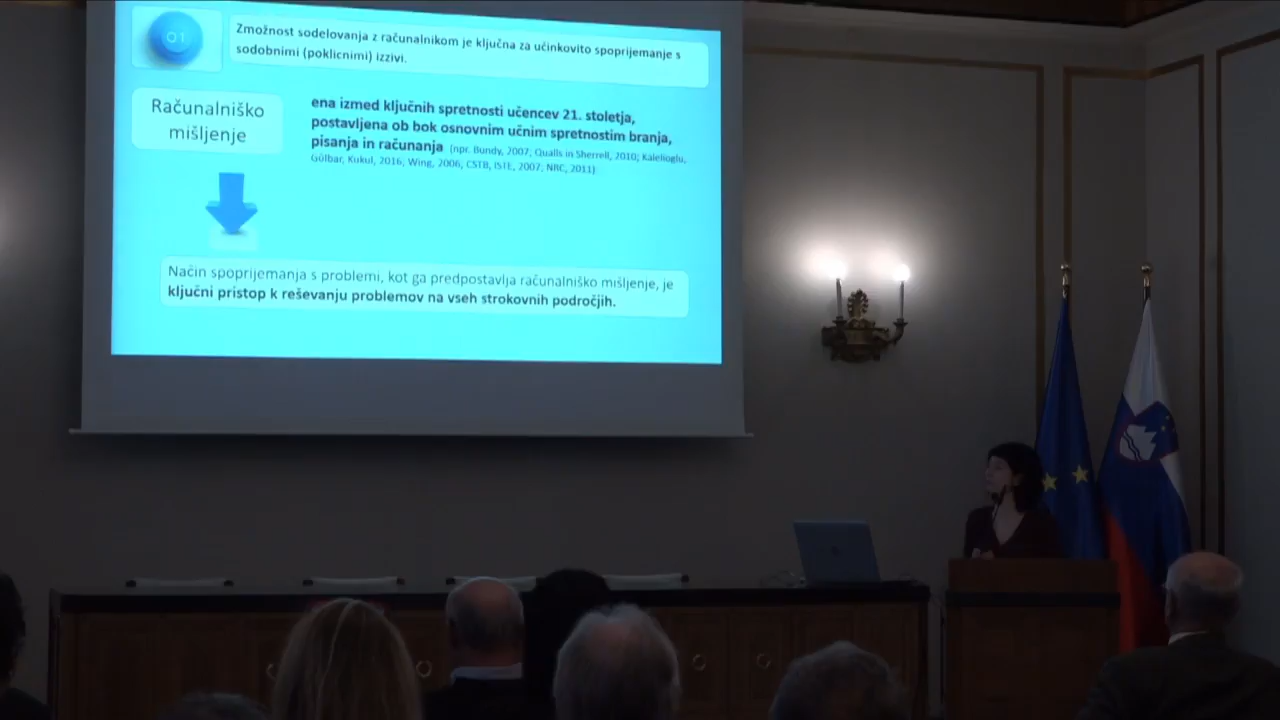 01
Zmožnost sodelovanja z računalnikom je ključna za učinkovito spoprijemanje s
sodobnimi (poklicnimi) izzivi.
Računalniško
mišljenje
ena izmed ključnih spretnosti učencev 21. stoletja,
postavljena ob bok osnovnim učnim spretnostim branja,
pisanja in računanja (npr. Bundy, 2007; Qualls in Sherrell, 2010; Kalelioglu,
Gülbar, Kukul, 2016; Wing, 2006; CSTB, ISTE, 2007; NRC, 2011)
Način spoprijemanja s problemi, kot ga predpostavlja računalniško mišljenje, je
ključni pristop k reševanju problemov na vseh strokovnih področjih.